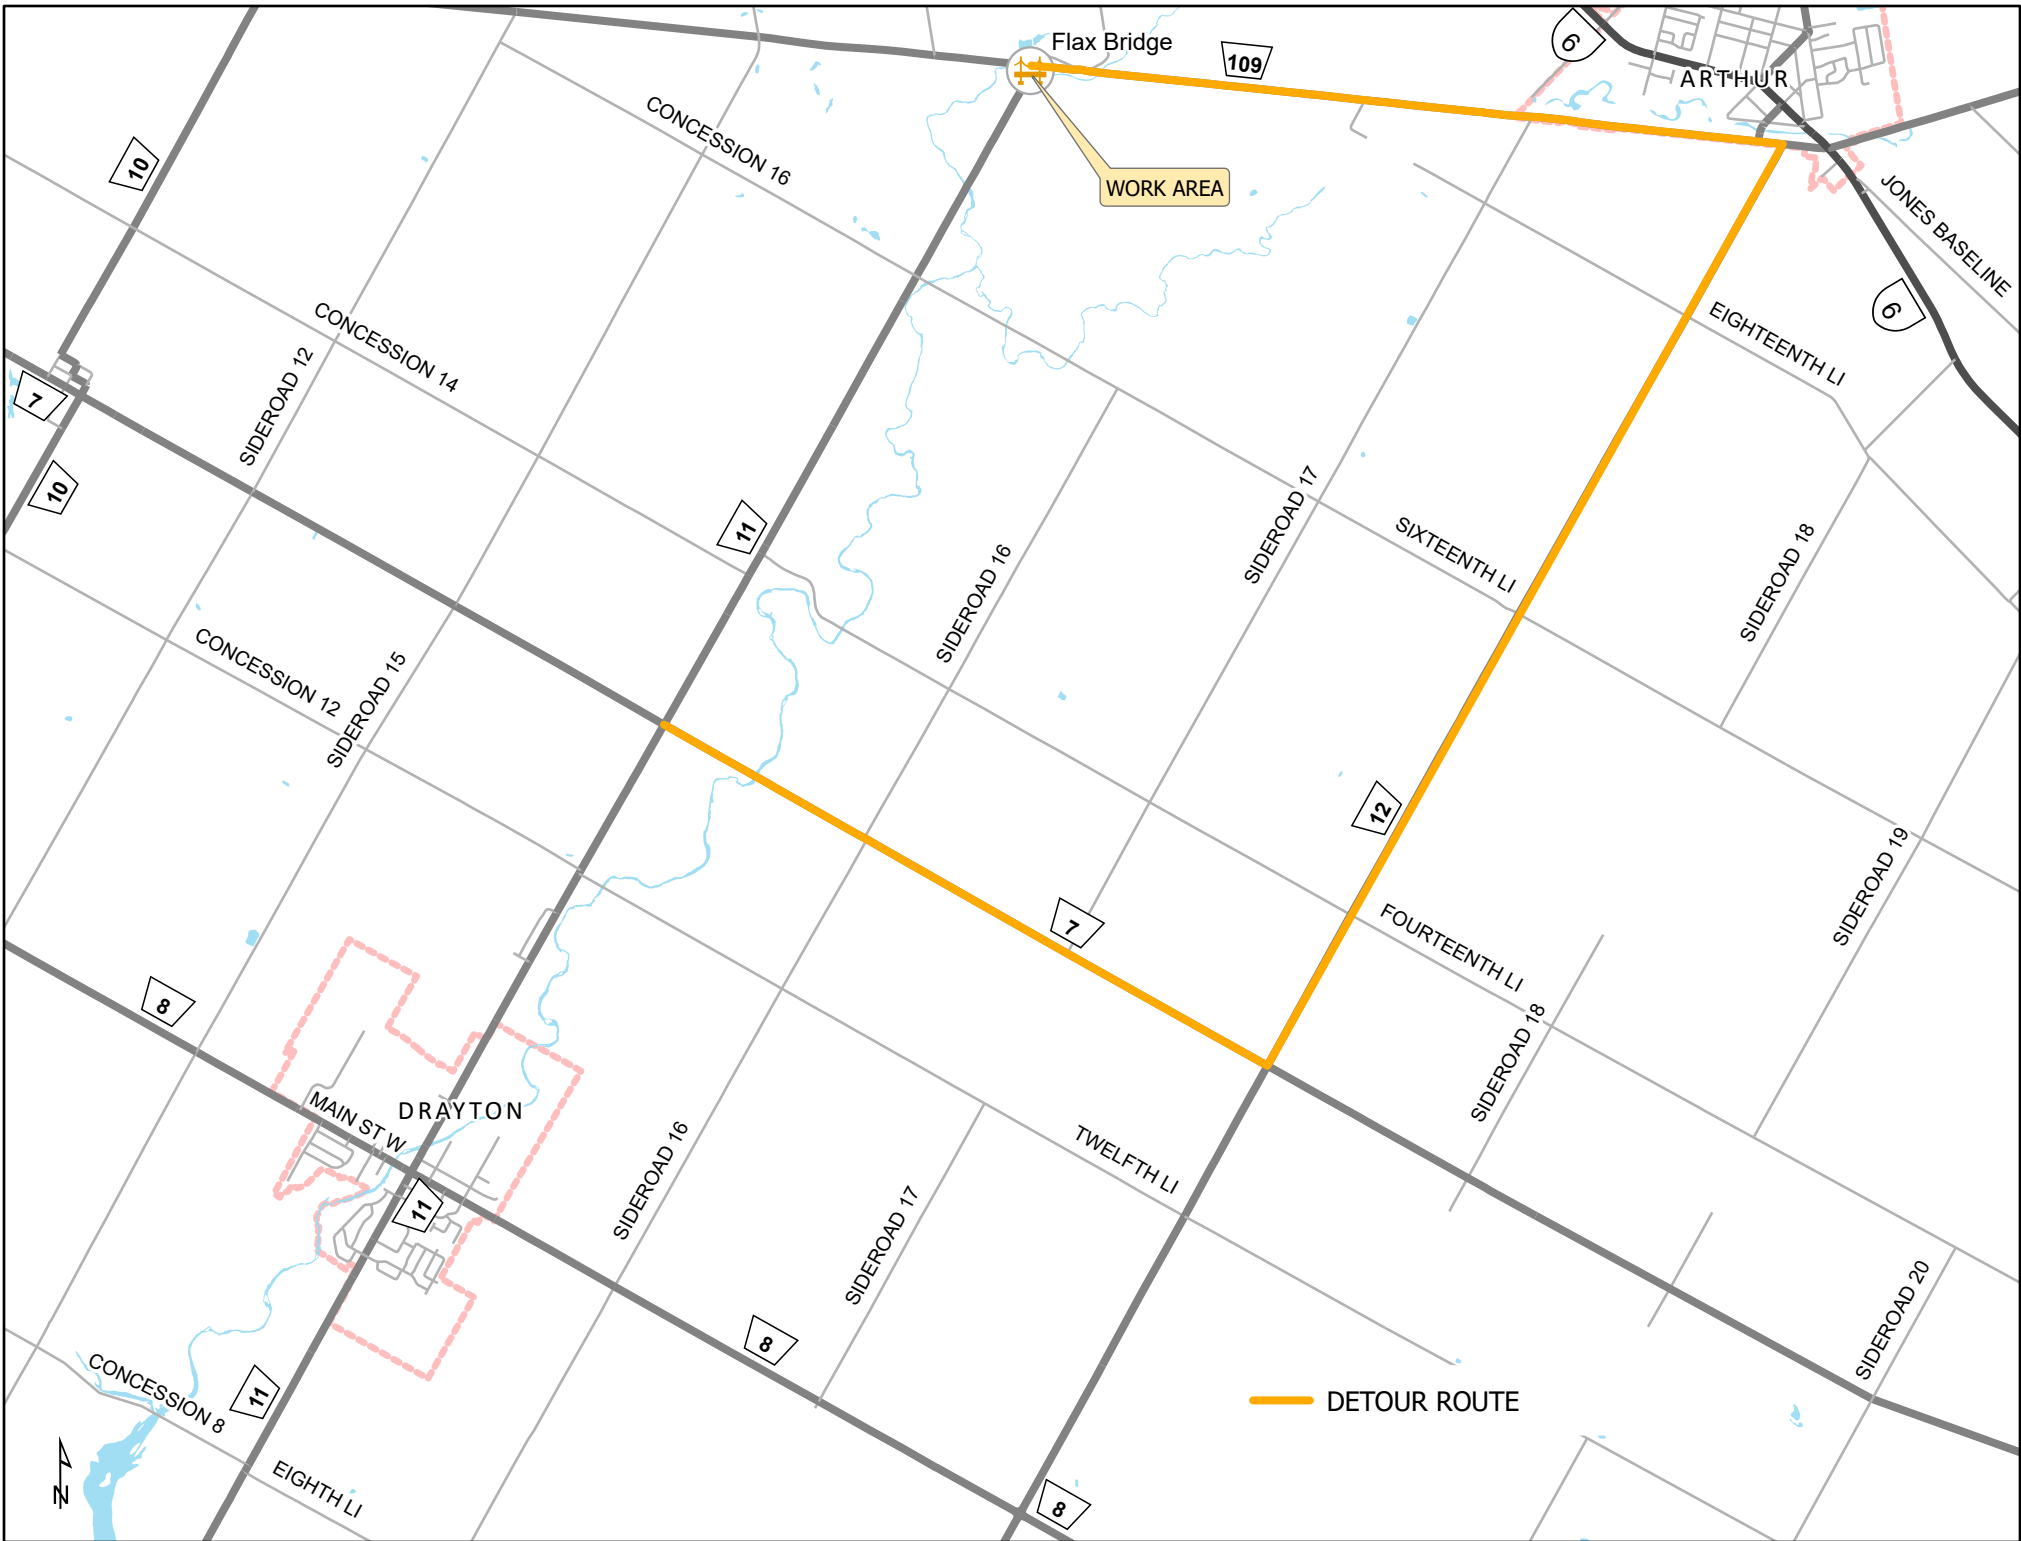 Flax Bridge
109
6
ARTHUR
CONCESSION 16
10
WORK AREA
JONES BASELINE
6
EIGHTEENTH LI
CONCESSION 14
SIDEROAD 12
7
10
11
SIDEROAD 17
SIXTEENTH LI
SIDEROAD 16
SIDEROAD 18
CONCESSION 12
SIDEROAD 15
12
SIDEROAD 19
7
FOURTEENTH LI
8
SIDEROAD 18
MAIN ST W
DRAYTON
TWELFTH LI
SIDEROAD 16
11
SIDEROAD 17
SIDEROAD 20
8
CONCESSION 8
11
DETOUR ROUTE
EIGHTH LI
N
8